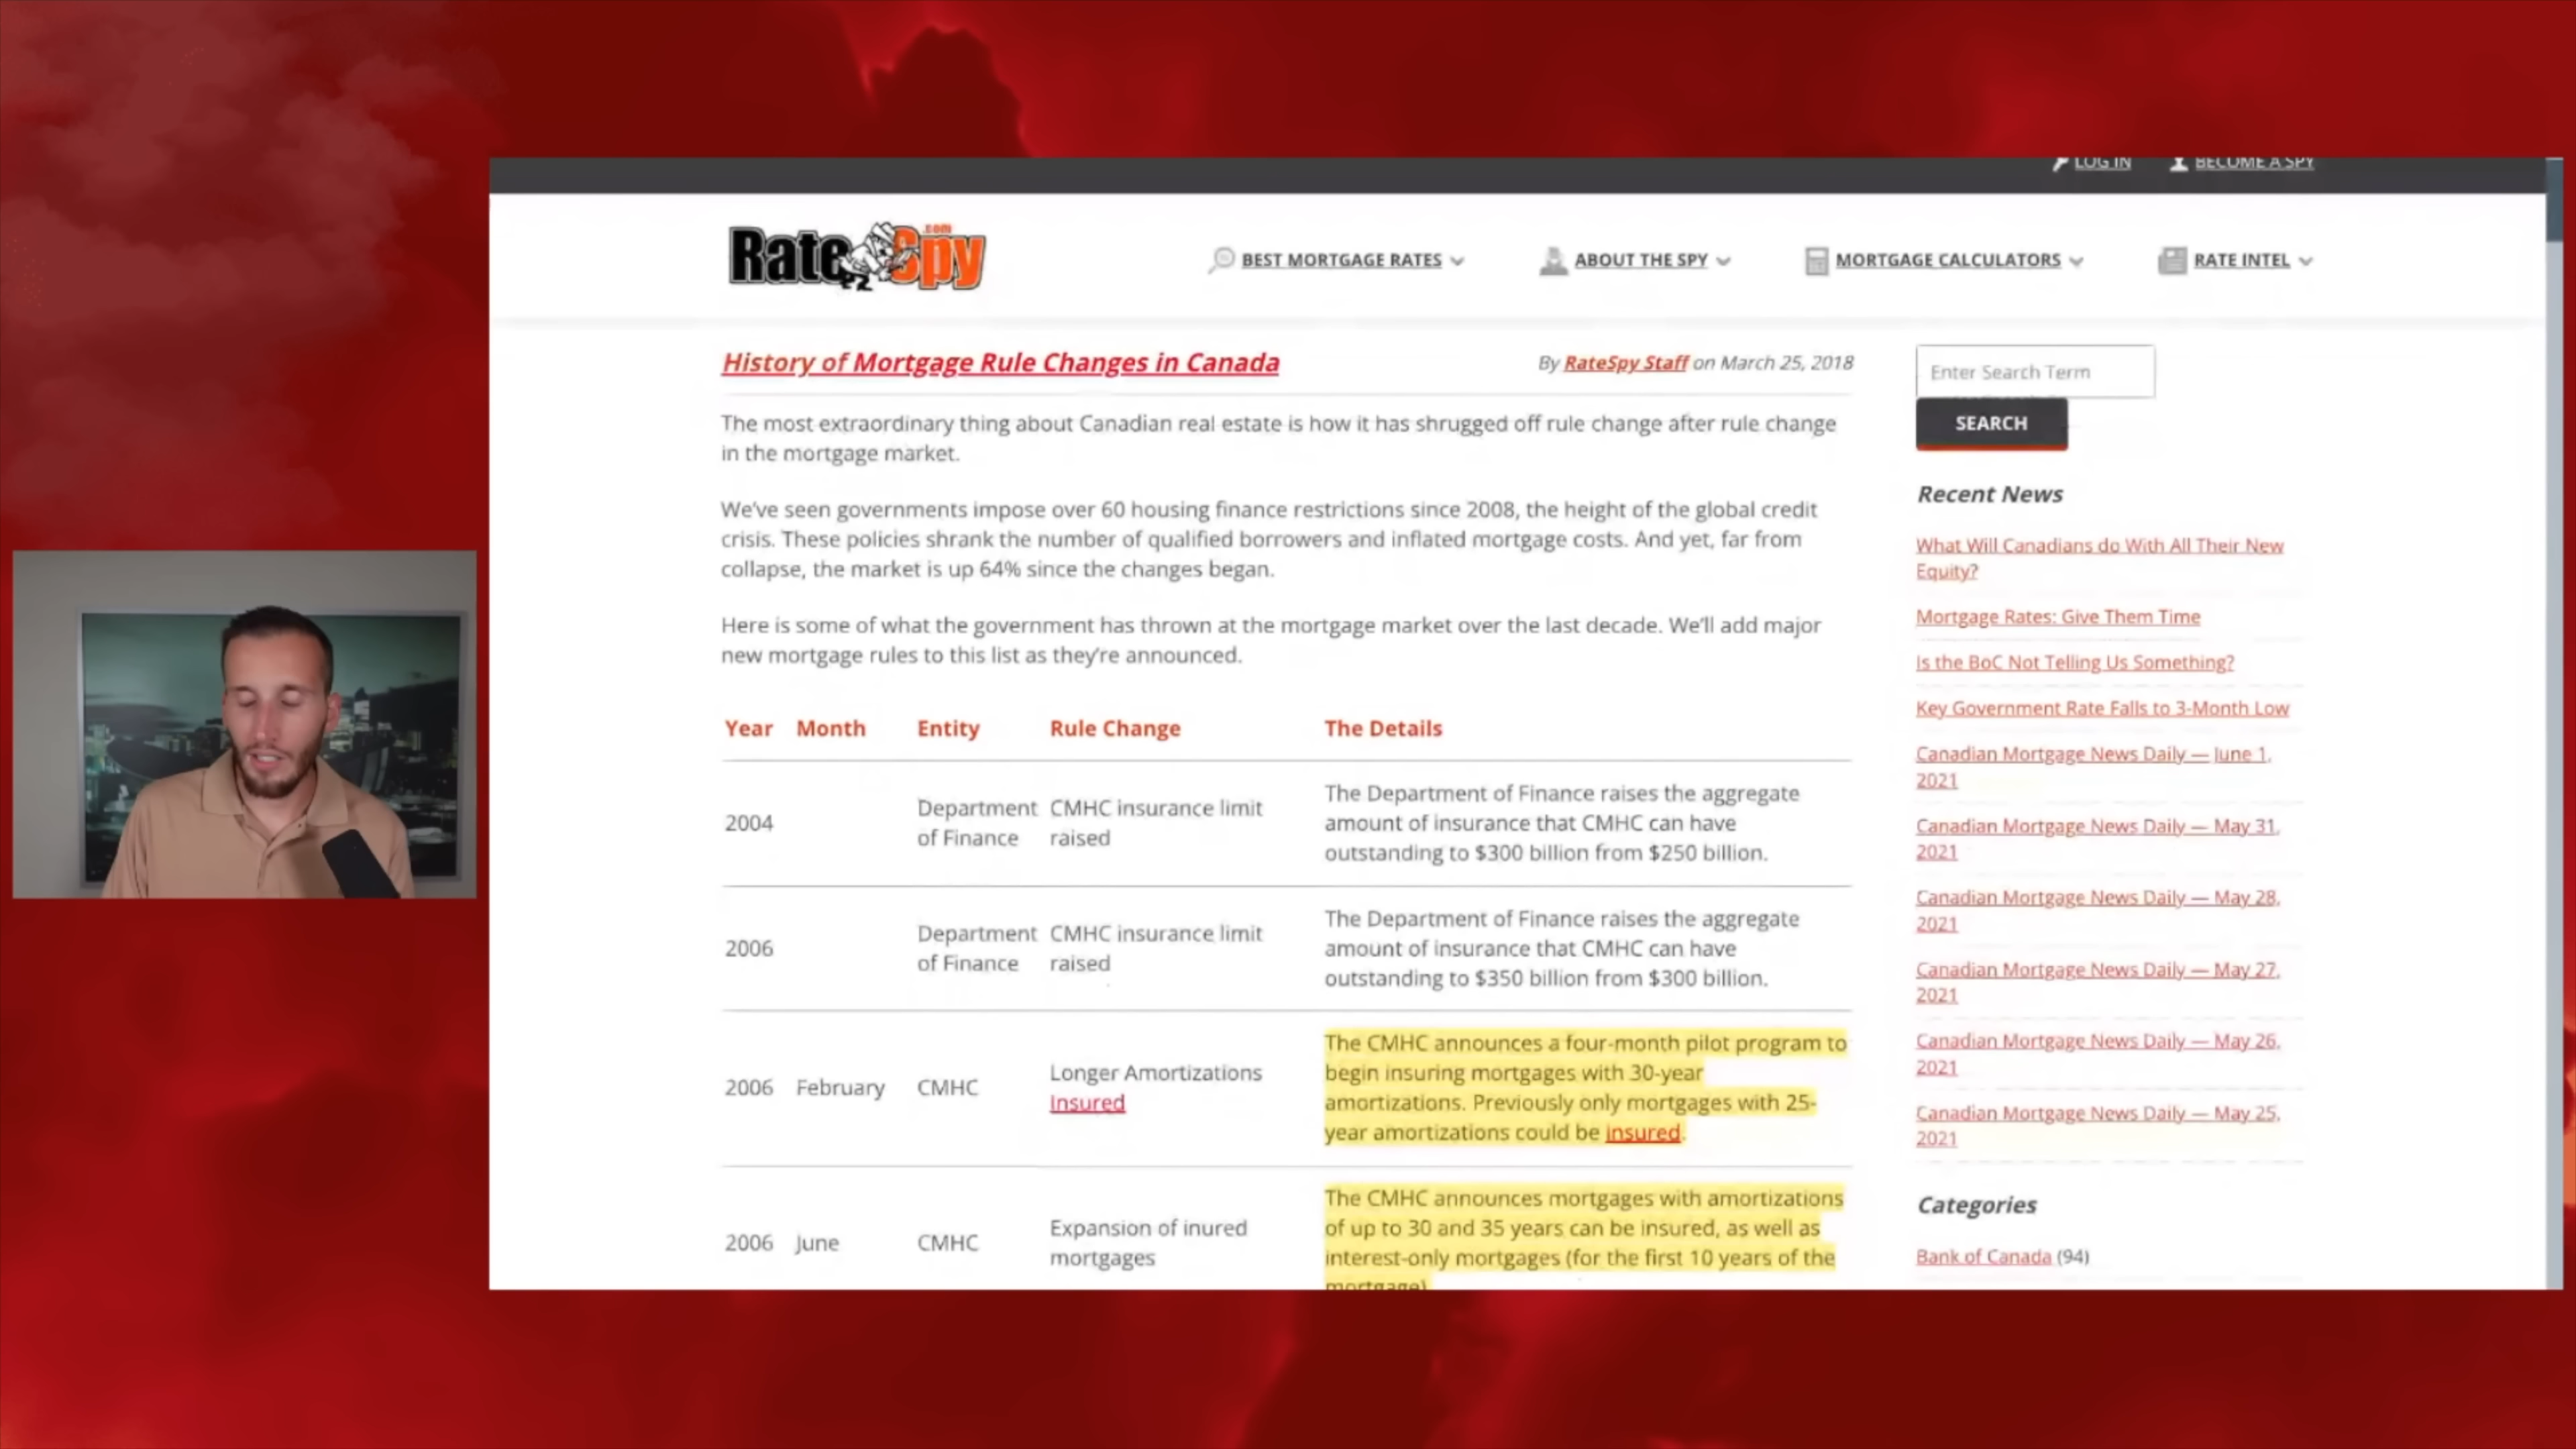 LOG IN BECOME A SPY
RateSpy.com
BEST MORTGAGE RATES ABOUT THE SPY MORTGAGE CALCULATORS RATE INTEL
History of Mortgage Rule Changes in Canada
By RateSpy Staff on March 25, 2018
The most extraordinary thing about Canadian real estate is how it has shrugged off rule change after rule change
in the mortgage market.
We've seen governments impose over 60 housing finance restrictions since 2008, the height of the global credit
crisis. These policies shrank the number of qualified borrowers and inflated mortgage costs. And yet, far from
collapse, the market is up 64% since the changes began.
Here is some of what the government has thrown at the mortgage market over the last decade. We'll add major
new mortgage rules to this list as they're announced.
Year Month Entity Rule Change The Details
2004
Department
of Finance
CMHC insurance limit
raised
The Department of Finance raises the aggregate
amount of insurance that CMHC can have
outstanding to $300 billion from $250 billion.
2006
Department
of Finance
CMHC insurance limit
raised
The Department of Finance raises the aggregate
amount of insurance that CMHC can have
outstanding to $350 billion from $300 billion.
2006 February CMHC
Longer Amortizations
Insured
The CMHC announces a four-month pilot program to
begin insuring mortgages with 30-year
amortizations. Previously only mortgages with 25-
year amortizations could be insured.
2006 June CMHC
Expansion of inured
mortgages
The CMHC announces mortgages with amortizations
of up to 30 and 35 years can be insured, as well as
interest-only mortgages (for the first 10 years of the
mortgage).
Enter Search Term
SEARCH
Recent News
What Will Canadians do With All Their New
Equity?
Mortgage Rates: Give Them Time
Is the BoC Not Telling Us Something?
Key Government Rate Falls to 3-Month Low
Canadian Mortgage News Daily — June 1,
2021
Canadian Mortgage News Daily — May 31,
2021
Canadian Mortgage News Daily — May 28,
2021
Canadian Mortgage News Daily — May 27,
2021
Canadian Mortgage News Daily — May 26,
2021
Canadian Mortgage News Daily — May 25,
2021
Categories
Bank of Canada (94)